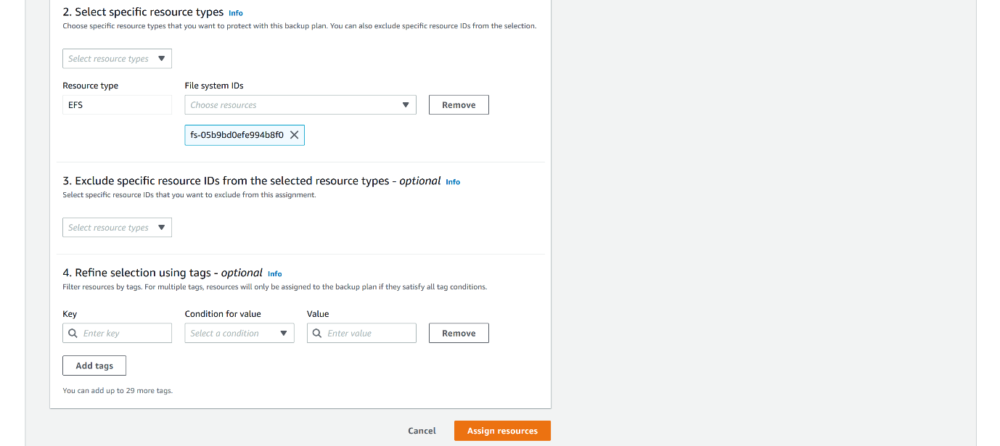 2. Select specific resource types Info
Choose specific resource types that you want to protect with this backup plan. You can also exclude specific resource IDs from the selection.
Select resource types
Resource type File system IDs
EFS Choose resources Remove
fs-05b9bd0efe994b8f0
3. Exclude specific resource IDs from the selected resource types - optional Info
Select specific resource IDs that you want to exclude from this assignment.
Select resource types
4. Refine selection using tags - optional Info
Filter resources by tags. For multiple tags, resources will only be assigned to the backup plan if they satisfy all tag conditions.
Key Condition for value Value
Enter key Select a condition Enter value Remove
Add tags
You can add up to 29 more tags.
Cancel Assign resources